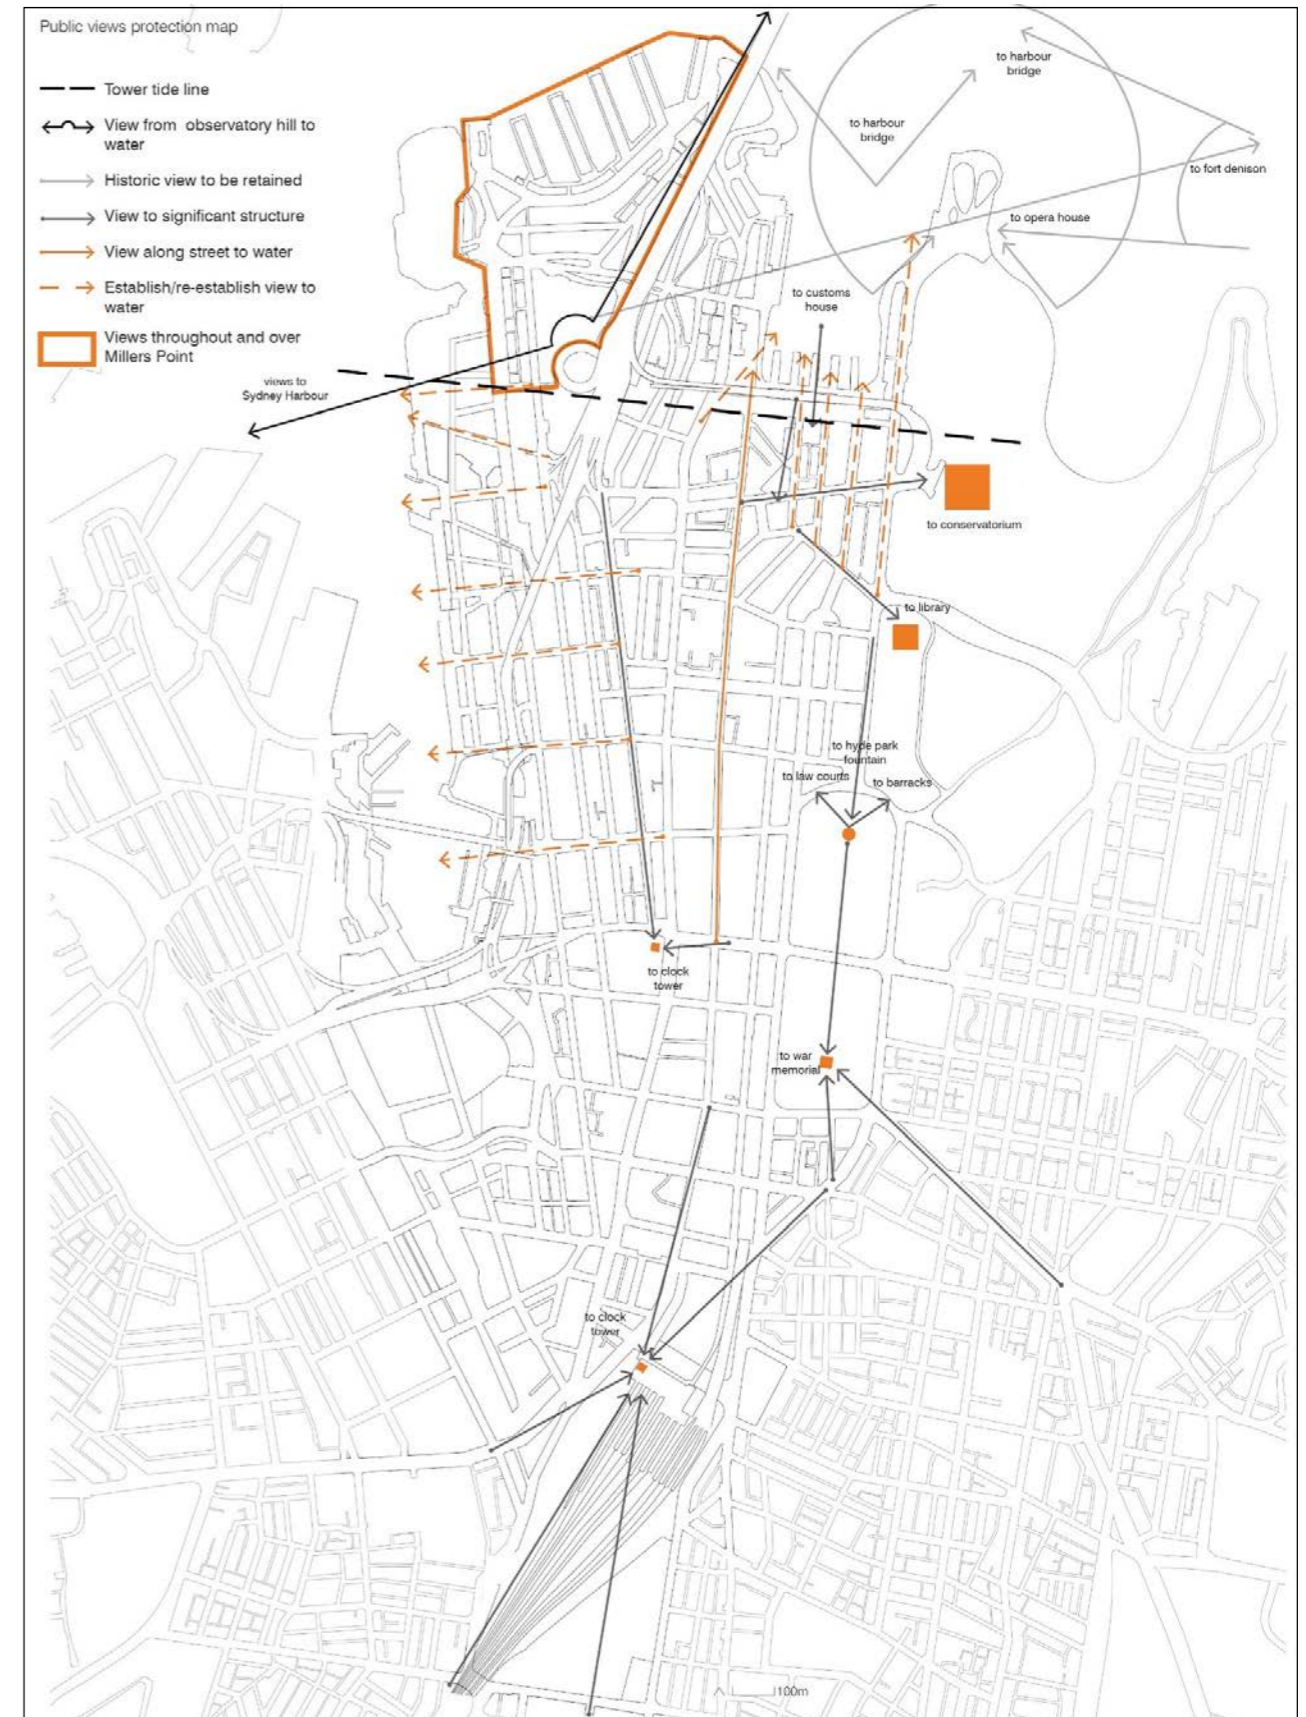 Public views protection map
Tower tide line
View from observatory hill to
water
Historic view to be retained
View to significant structure
View along street to water
Establish/re-establish view to
water
Views throughout and over
Millers Point
to harbour
bridge
to harbour
bridge
to fort denison
to opera house
to customs
house
views to
Sydney Harbour
to conservatorium
to library
to hyde park
fountain
to law courts
to barracks
to clock
tower
to war
memorial
to clock
tower
100m